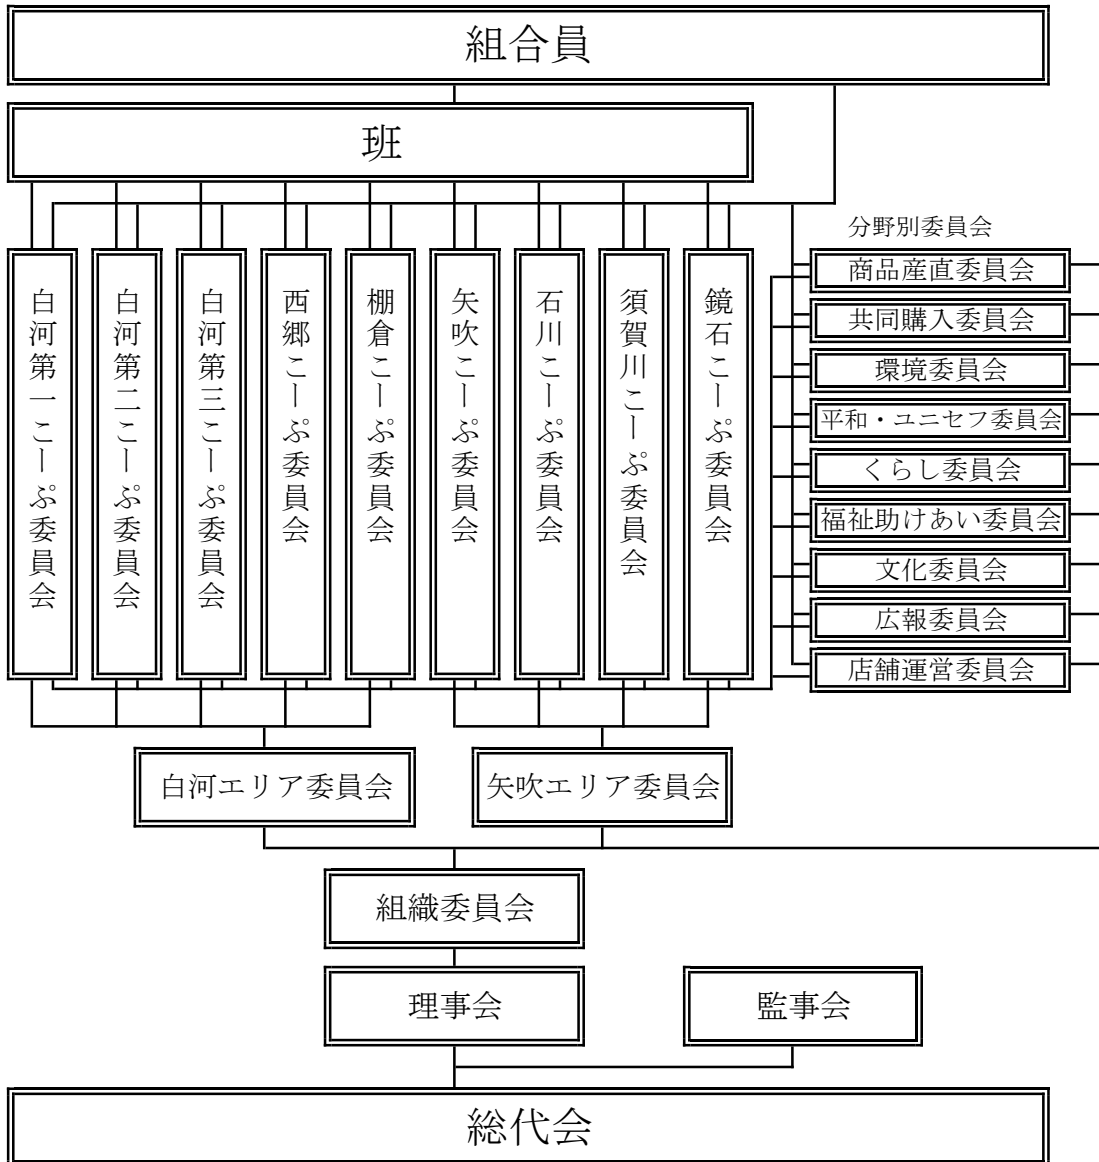 組合員
班
分野別委員会
白河第一こーぷ委員会
白河第二こーぷ委員会
白河第三こーぷ委員会
西郷こーぷ委員会
棚倉こーぷ委員会
矢吹こーぷ委員会
石川こーぷ委員会
須賀川こーぷ委員会
鏡石こーぷ委員会
商品産直委員会
共同購入委員会
環境委員会
平和・ユニセフ委員会
くらし委員会
福祉助けあい委員会
文化委員会
広報委員会
店舗運営委員会
白河エリア委員会
矢吹エリア委員会
組織委員会
理事会
監事会
総代会